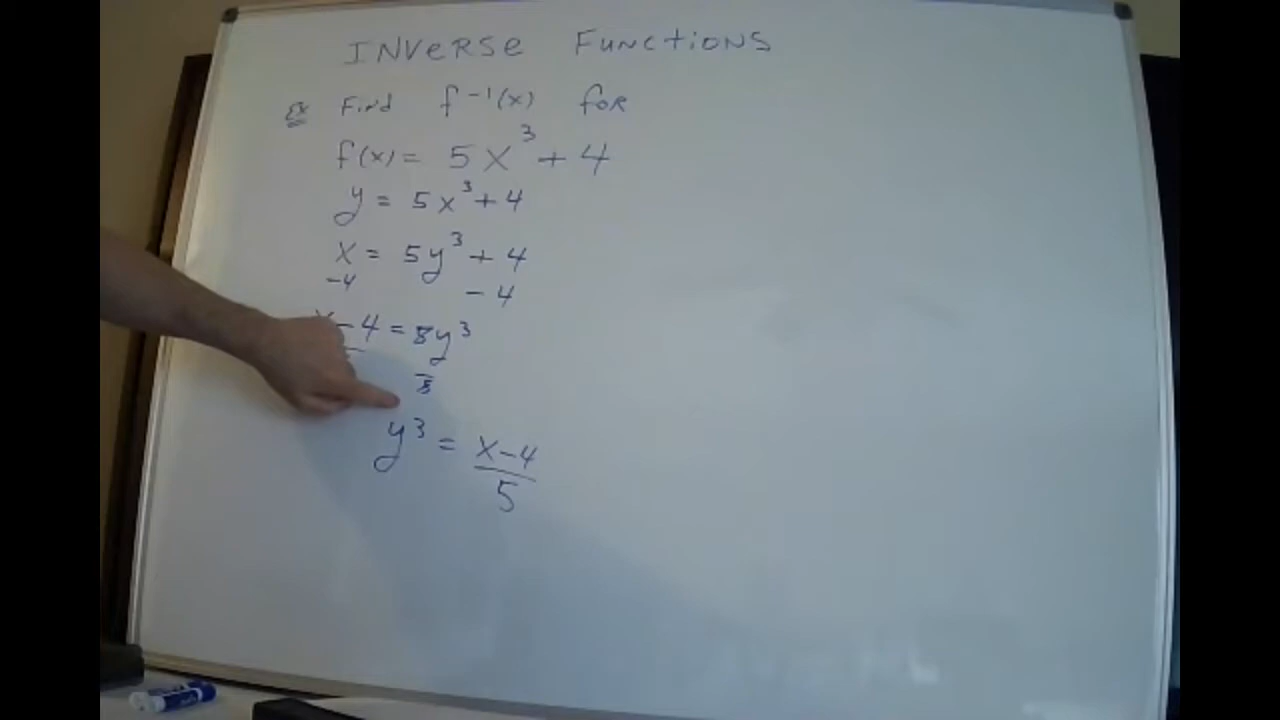 INVERSE FUNCTIONS
Ex Find f⁻¹(x) for
f(x) = 5x³ + 4
y = 5x³ + 4
x = 5y³ + 4
-4 -4
x-4 = 5y³
5
y³ = x-4
5